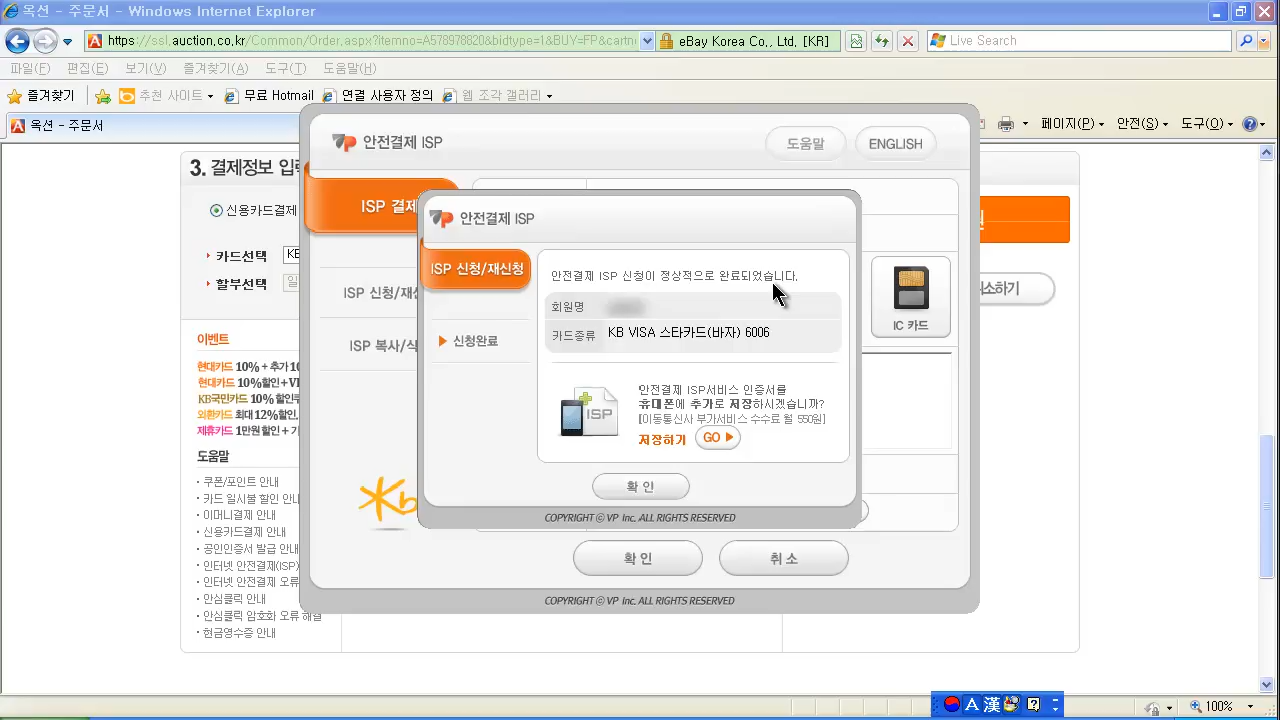 옥션 - 주문서 - Windows Internet Explorer
https://ssl.auction.co.kr/Common/Order.aspx?itemno=A578978820&bidtype=1&BUY=FP&cartno
eBay Korea Co., Ltd. [KR]
Live Search
파일(F) 편집(E) 보기(V) 즐겨찾기(A) 도구(T) 도움말(H)
즐겨찾기 추천 사이트 무료 Hotmail 연결 사용자 정의 웹 조각 갤러리
옥션 - 주문서
페이지(P) 안전(S) 도구(O)
3. 결제정보 입력
신용카드결제
카드선택 KB
할부선택 일
이벤트
현대카드 10% + 추가 10
현대카드 10%할인+VI
KB국민카드 10% 할인쿠
외환카드 최대 12%할인,
제휴카드 1만원할인 + 기
도움말
· 쿠폰/포인트 안내
· 카드 일시불 할인 안내
· 이머니결제 안내
· 신용카드결제 안내
· 공인인증서 발급 안내
· 인터넷 안전결제(ISP)
· 인터넷 안전결제 오류
· 안심클릭 안내
· 안심클릭 암호화 오류 해결
· 현금영수증 안내
원
취소하기
안전결제 ISP
도움말
ENGLISH
ISP 결제
ISP 신청/재신
ISP 복사/삭
Kb
IC 카드
확 인
취 소
COPYRIGHT ⓒ VP Inc. ALL RIGHTS RESERVED
안전결제 ISP
ISP 신청/재신청
신청완료
안전결제 ISP 신청이 정상적으로 완료되었습니다.
회원명
카드종류 KB VISA 스타카드(바자) 6006
ISP
안전결제 ISP서비스 인증서를
휴대폰에 추가로 저장하시겠습니까?
[이동통신사 부가서비스 수수료 월 550원]
저장하기 GO
확 인
COPYRIGHT ⓒ VP Inc. ALL RIGHTS RESERVED
A 漢
100%